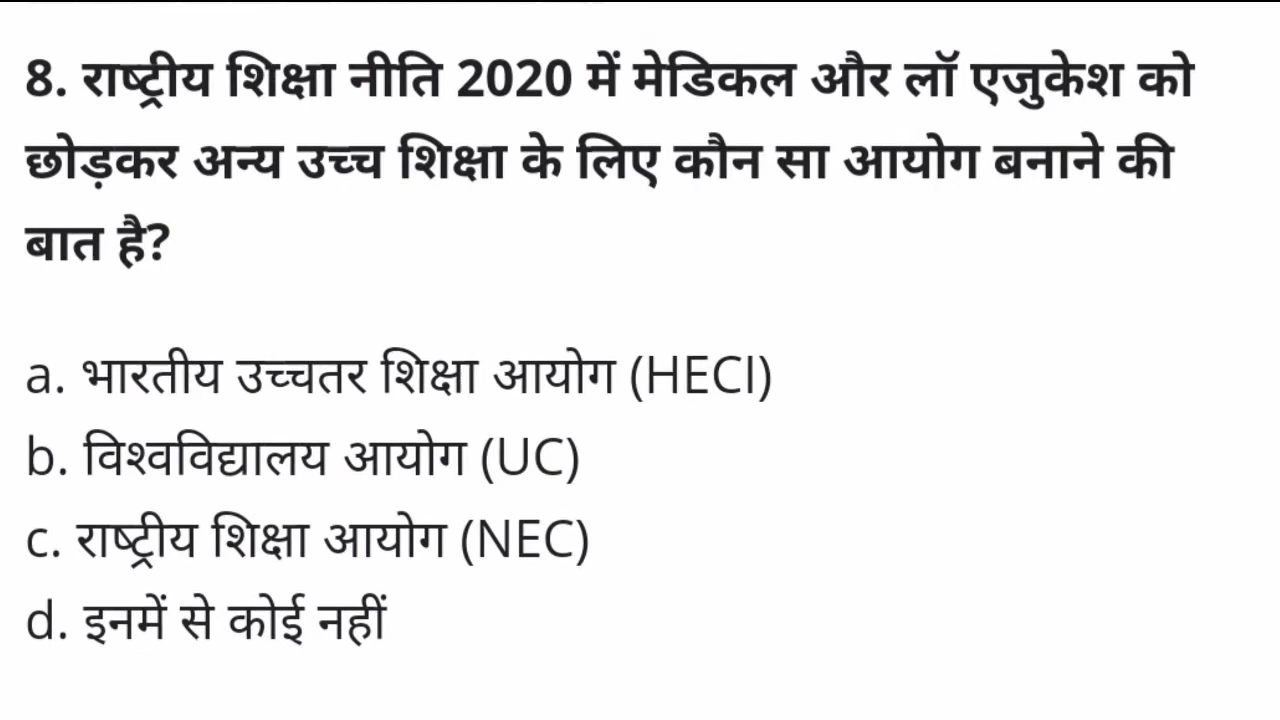 8. राष्ट्रीय शिक्षा नीति 2020 में मेडिकल और लॉ एजुकेश को
छोड़कर अन्य उच्च शिक्षा के लिए कौन सा आयोग बनाने की
बात है?
a. भारतीय उच्चतर शिक्षा आयोग (HECI)
b. विश्वविद्यालय आयोग (UC)
c. राष्ट्रीय शिक्षा आयोग (NEC)
d. इनमें से कोई नहीं